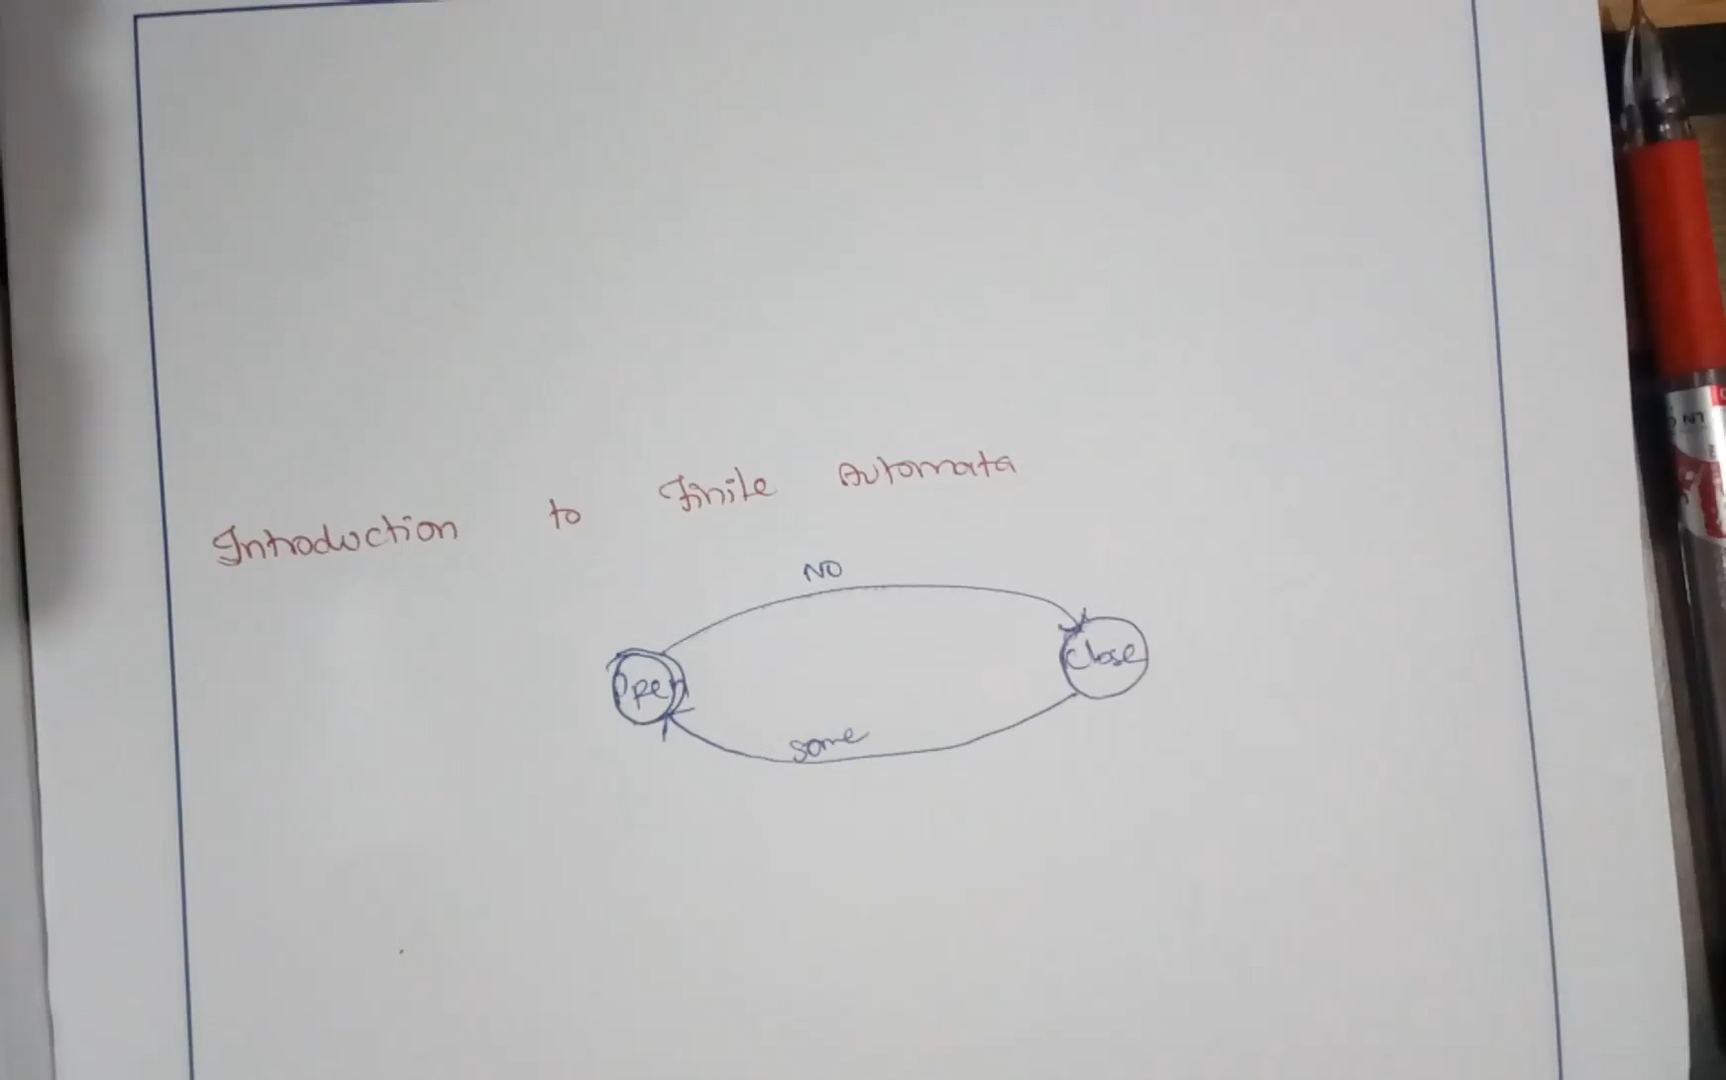 Introduction to Finite Automata
NO
Open
Close
some